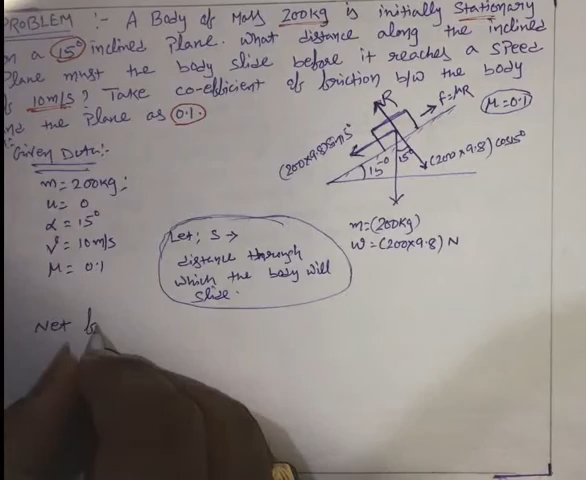 PROBLEM :- A Body of Mass 200kg is initially Stationary
on a 15° inclined Plane. What distance along the inclined
Plane must the body slide before it reaches a speed
of 10m/s? Take co-efficient of friction b/w the body
and the Plane as 0.1.
Given Data:-
m = 200kg
u = 0
α = 15°
V = 10m/s
μ = 0.1
Let; S →
distance through
which the body will
slide.
R
F=μR
μ=0.1
(200×9.8)Sin15°
15°
15°
(200×9.8) cos15°
m=(200kg)
W=(200×9.8) N
Net